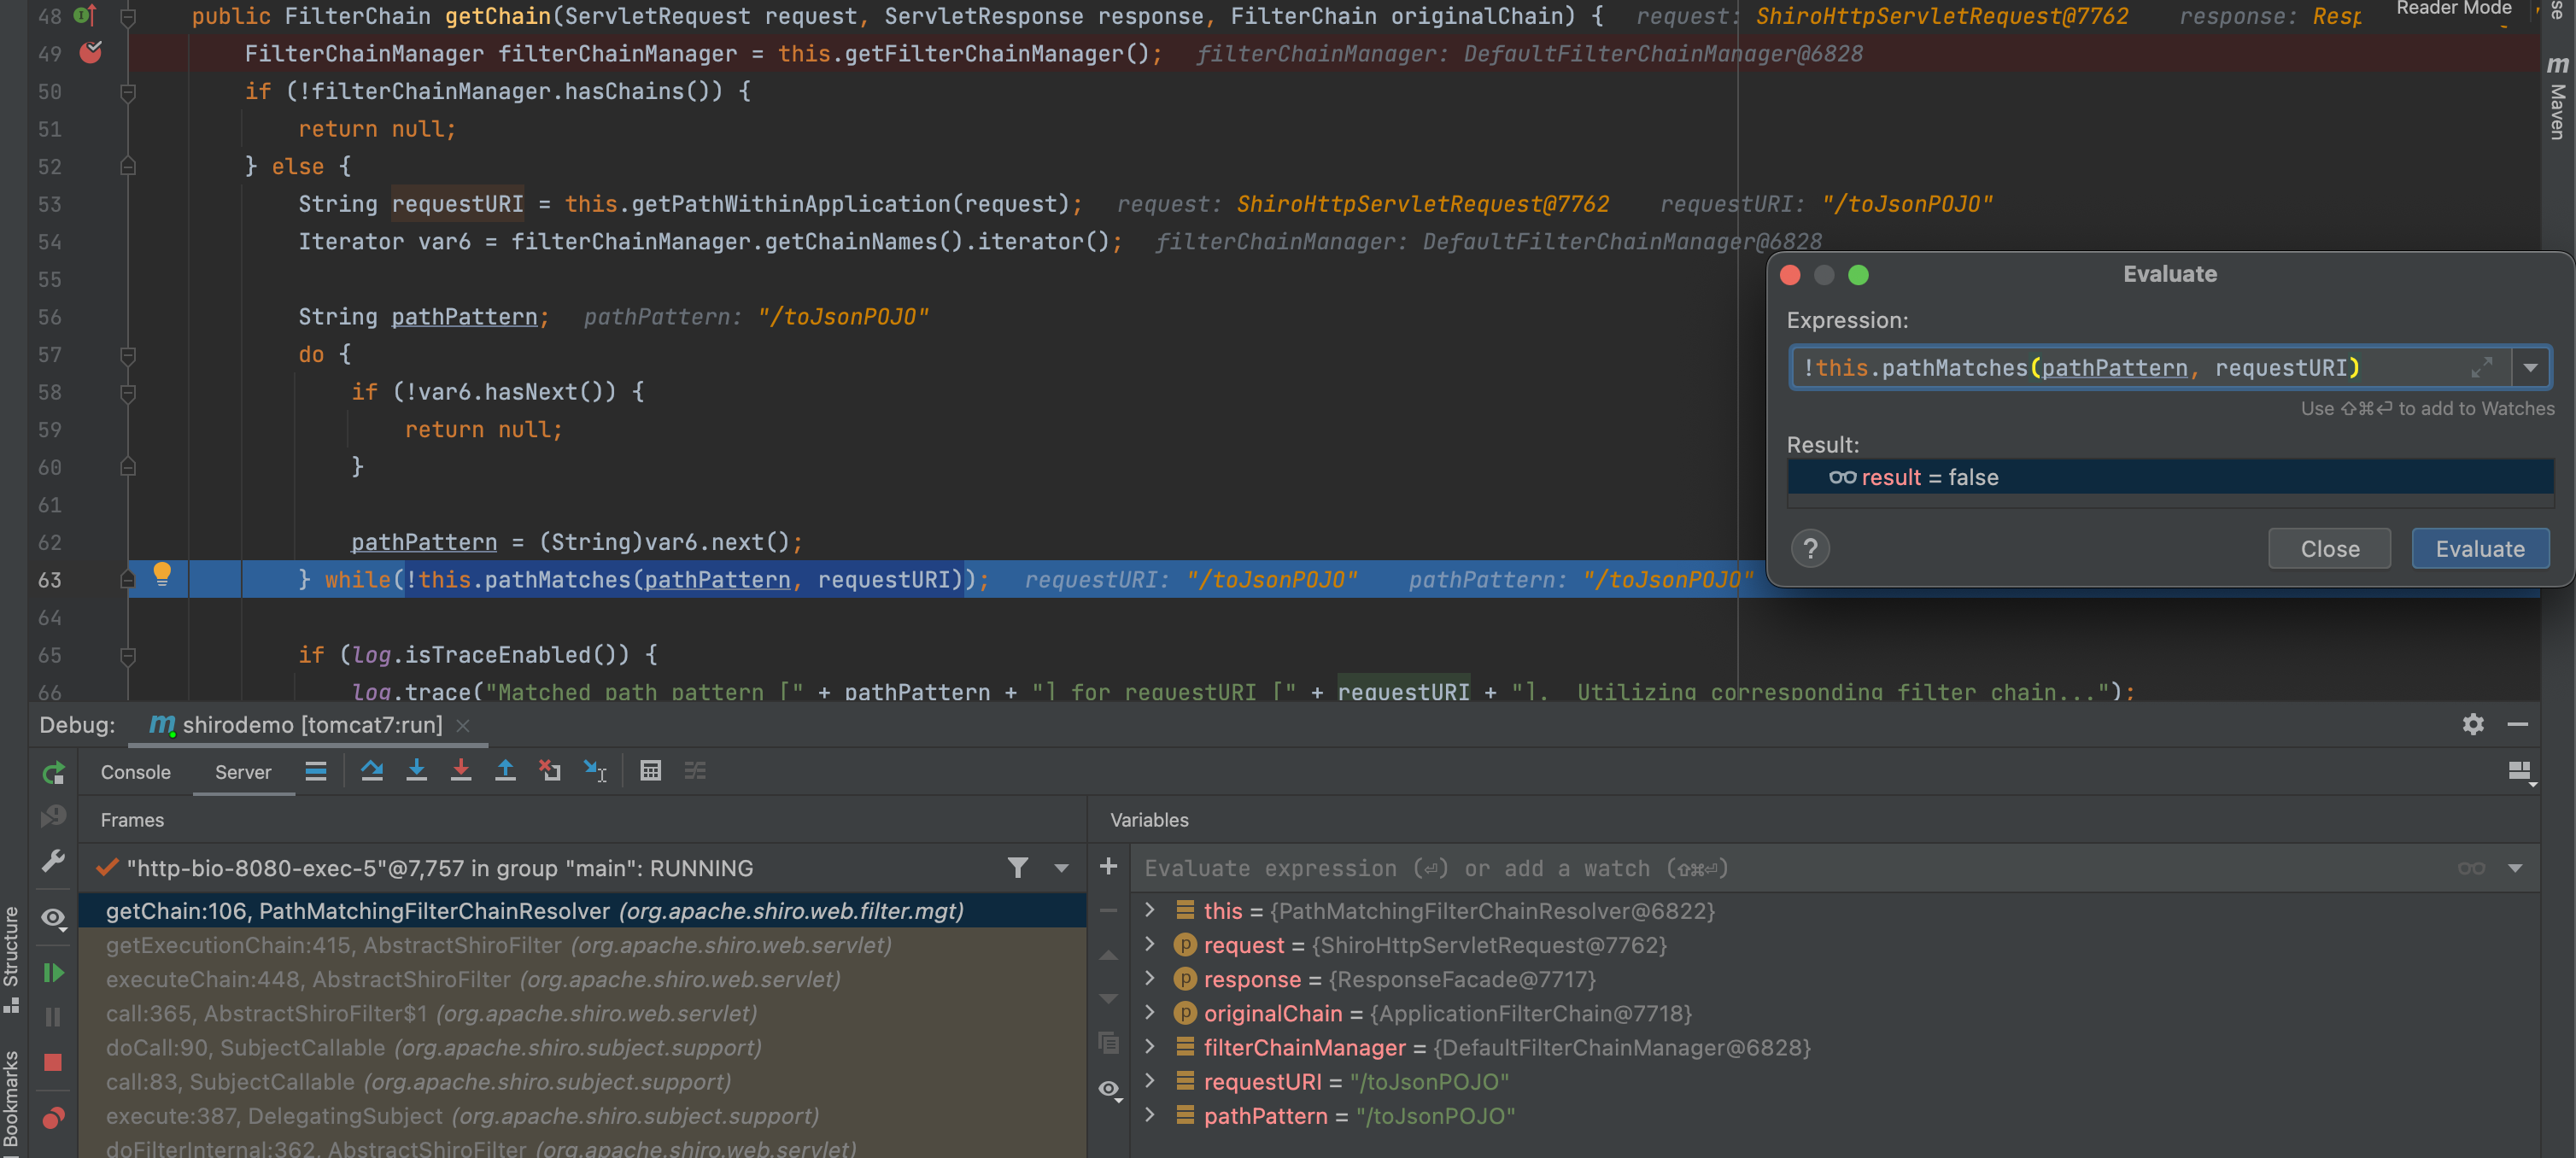 48 public FilterChain getChain(ServletRequest request, ServletResponse response, FilterChain originalChain) { request: ShiroHttpServletRequest@7762 response: Resp
Reader Mode
49 FilterChainManager filterChainManager = this.getFilterChainManager(); filterChainManager: DefaultFilterChainManager@6828
50 if (!filterChainManager.hasChains()) {
51 return null;
52 } else {
53 String requestURI = this.getPathWithinApplication(request); request: ShiroHttpServletRequest@7762 requestURI: "/toJsonPOJO"
54 Iterator var6 = filterChainManager.getChainNames().iterator(); filterChainManager: DefaultFilterChainManager@6828
55
56 String pathPattern; pathPattern: "/toJsonPOJO"
57 do {
58 if (!var6.hasNext()) {
59 return null;
60 }
61
62 pathPattern = (String)var6.next();
63 } while(!this.pathMatches(pathPattern, requestURI)); requestURI: "/toJsonPOJO" pathPattern: "/toJsonPOJO"
64
65 if (log.isTraceEnabled()) {
66 log.trace("Matched path pattern [" + pathPattern + "] for requestURI [" + requestURI + "]. Utilizing corresponding filter chain...");
se
m Maven
Evaluate
Expression:
!this.pathMatches(pathPattern, requestURI)
Use ⇧⌘⏎ to add to Watches
Result:
result = false
?
Close
Evaluate
Debug: m shirodemo [tomcat7:run]
Console Server
Frames
Variables
"http-bio-8080-exec-5"@7,757 in group "main": RUNNING
Evaluate expression (⏎) or add a watch (⇧⌘⏎)
getChain:106, PathMatchingFilterChainResolver (org.apache.shiro.web.filter.mgt)
getExecutionChain:415, AbstractShiroFilter (org.apache.shiro.web.servlet)
executeChain:448, AbstractShiroFilter (org.apache.shiro.web.servlet)
call:365, AbstractShiroFilter$1 (org.apache.shiro.web.servlet)
doCall:90, SubjectCallable (org.apache.shiro.subject.support)
call:83, SubjectCallable (org.apache.shiro.subject.support)
execute:387, DelegatingSubject (org.apache.shiro.subject.support)
doFilterInternal:362, AbstractShiroFilter (org.apache.shiro.web.servlet)
this = {PathMatchingFilterChainResolver@6822}
p request = {ShiroHttpServletRequest@7762}
p response = {ResponseFacade@7717}
p originalChain = {ApplicationFilterChain@7718}
filterChainManager = {DefaultFilterChainManager@6828}
requestURI = "/toJsonPOJO"
pathPattern = "/toJsonPOJO"
Structure
Bookmarks